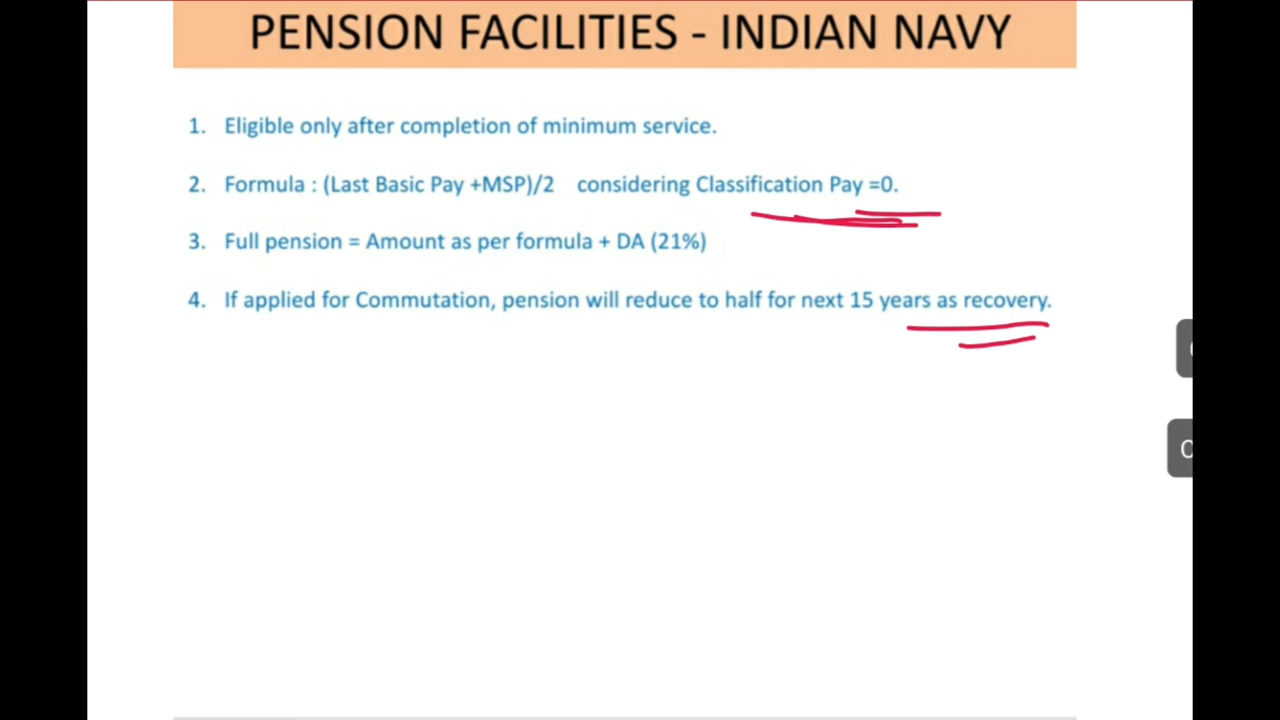 PENSION FACILITIES - INDIAN NAVY
1. Eligible only after completion of minimum service.
2. Formula : (Last Basic Pay +MSP)/2 considering Classification Pay =0.
3. Full pension = Amount as per formula + DA (21%)
4. If applied for Commutation, pension will reduce to half for next 15 years as recovery.